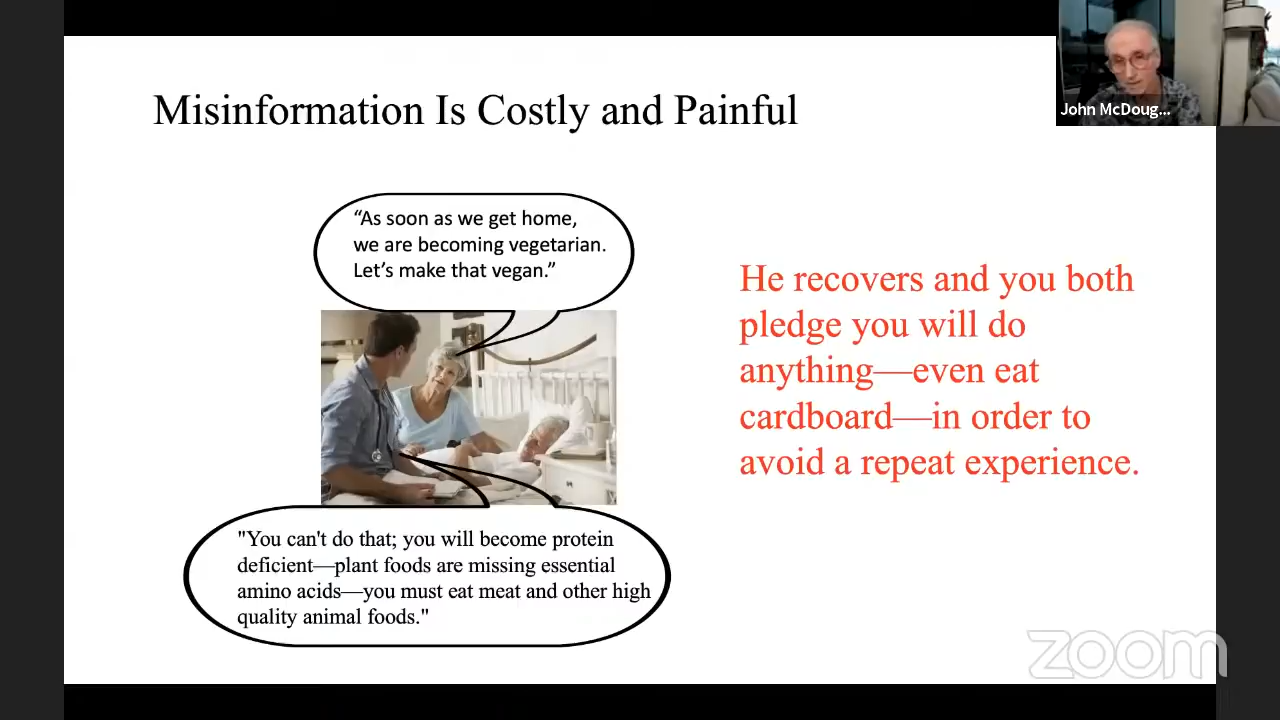 Misinformation Is Costly and Painful
John McDoug...
“As soon as we get home,
we are becoming vegetarian.
Let’s make that vegan.”
He recovers and you both
pledge you will do
anything—even eat
cardboard—in order to
avoid a repeat experience.
"You can't do that; you will become protein
deficient—plant foods are missing essential
amino acids—you must eat meat and other high
quality animal foods."
zoom